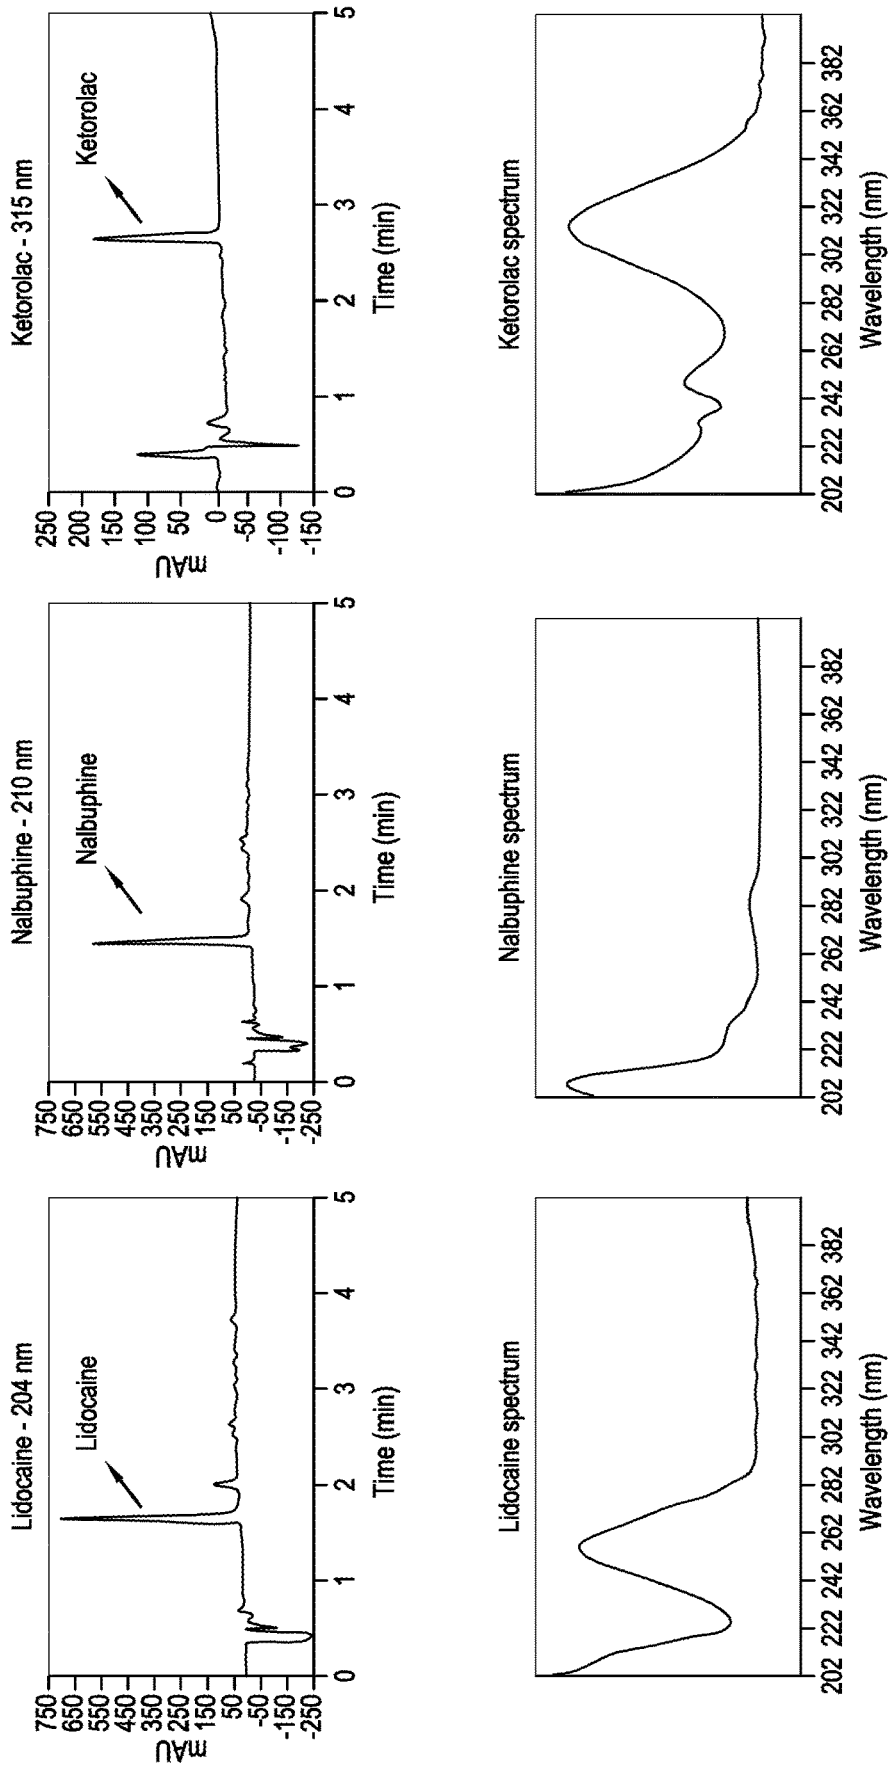 Lidocaine - 204 nm
Lidocaine
mAU
750
650
550
450
350
250
150
50
-50
-150
-250
0 1 2 3 4 5
Time (min)
Nalbuphine - 210 nm
Nalbuphine
mAU
750
650
550
450
350
250
150
50
-50
-150
-250
0 1 2 3 4 5
Time (min)
Ketorolac - 315 nm
Ketorolac
mAU
250
200
150
100
50
0
-50
-100
-150
0 1 2 3 4 5
Time (min)
Lidocaine spectrum
202 222 242 262 282 302 322 342 362 382
Wavelength (nm)
Nalbuphine spectrum
202 222 242 262 282 302 322 342 362 382
Wavelength (nm)
Ketorolac spectrum
202 222 242 262 282 302 322 342 362 382
Wavelength (nm)